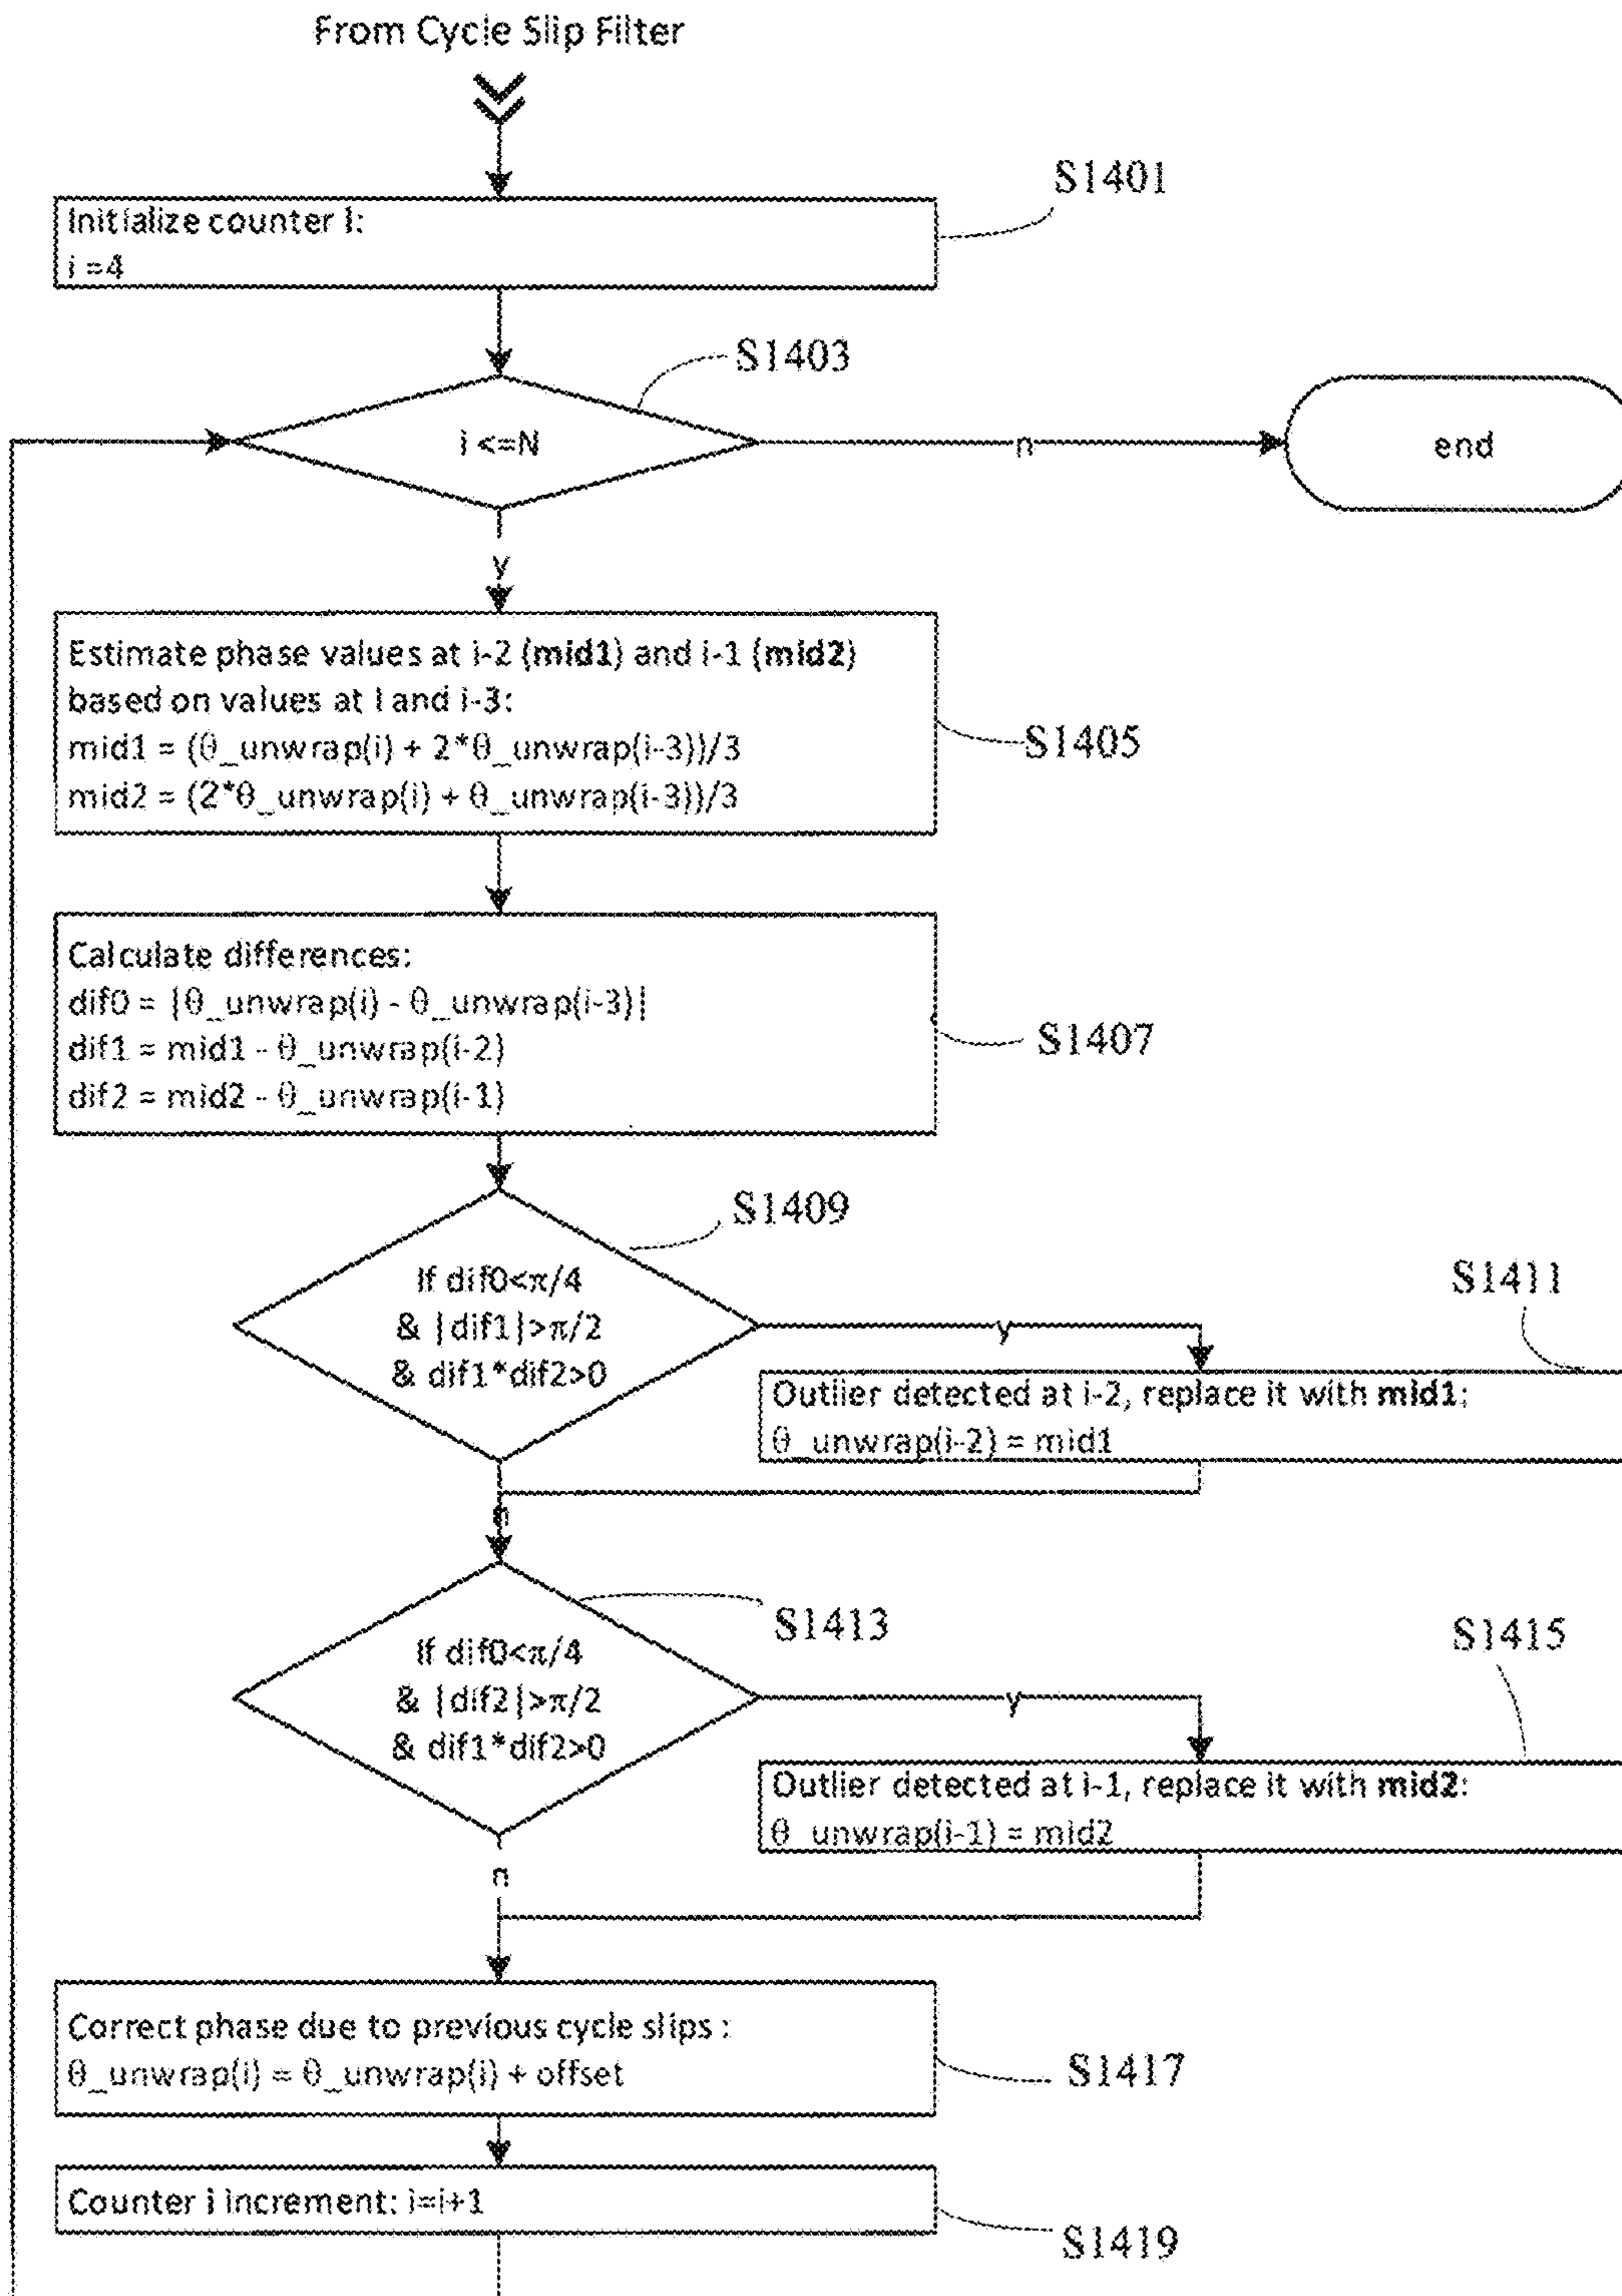 From Cycle Slip Filter
S1401
Initialize counter I:
i =4
S1403
i <=N
n
end
y
Estimate phase values at i-2 (mid1) and i-1 (mid2)
based on values at I and i-3:
mid1 = (θ_unwrap(i) + 2*θ_unwrap(i-3))/3
mid2 = (2*θ_unwrap(i) + θ_unwrap(i-3))/3
S1405
Calculate differences:
dif0 = |θ_unwrap(i) - θ_unwrap(i-3)|
dif1 = mid1 - θ_unwrap(i-2)
dif2 = mid2 - θ_unwrap(i-1)
S1407
S1409
If dif0<π/4
& |dif1|>π/2
& dif1*dif2>0
y
S1411
Outlier detected at i-2, replace it with mid1:
θ_unwrap(i-2) = mid1
n
S1413
If dif0<π/4
& |dif2|>π/2
& dif1*dif2>0
y
S1415
Outlier detected at i-1, replace it with mid2:
θ_unwrap(i-1) = mid2
n
Correct phase due to previous cycle slips :
θ_unwrap(i) = θ_unwrap(i) + offset
S1417
Counter i increment: i=i+1
S1419